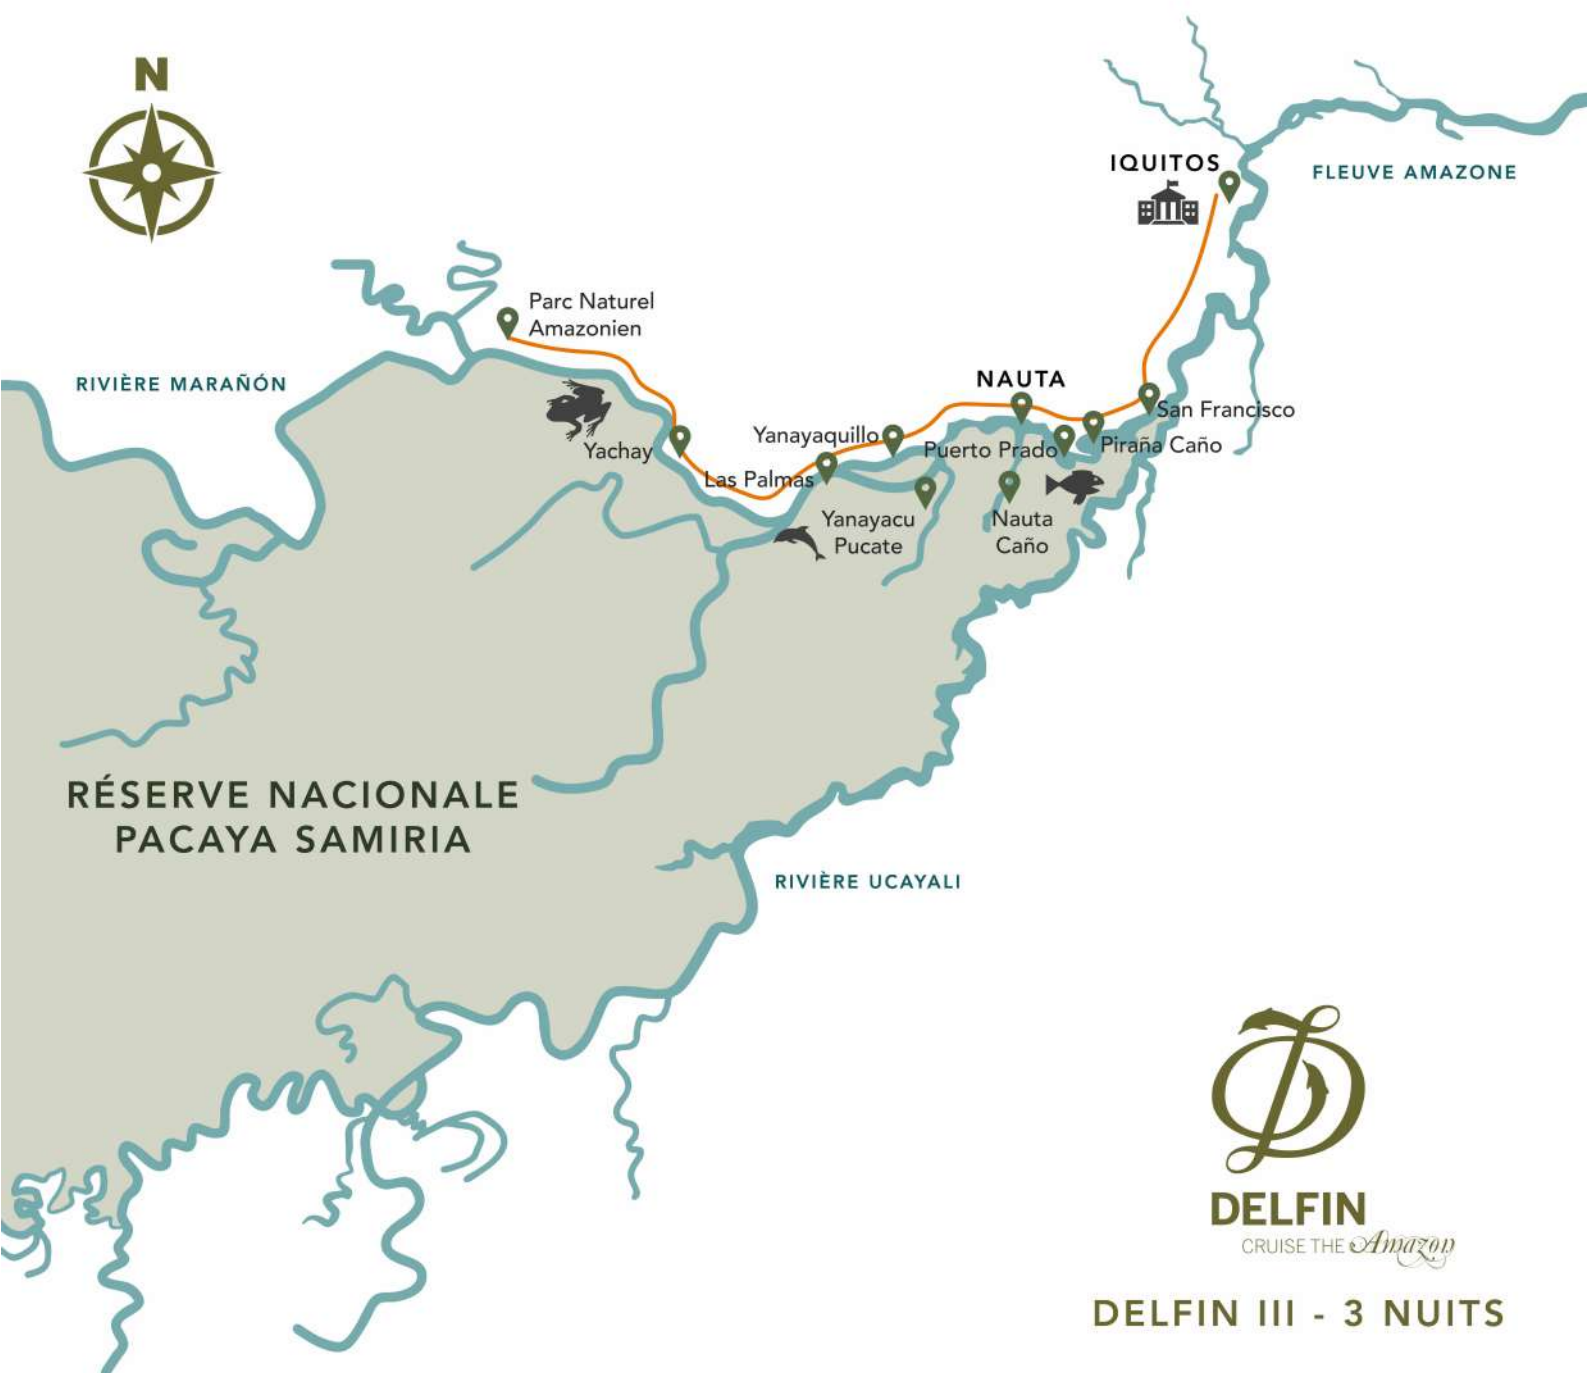 N
IQUITOS
FLEUVE AMAZONE
Parc Naturel
Amazonien
RIVIÈRE MARAÑÓN
NAUTA
San Francisco
Yanayaquillo
Puerto Prado
Piraña Caño
Yachay
Las Palmas
Yanayacu
Pucate
Nauta
Caño
RÉSERVE NACIONALE
PACAYA SAMIRIA
RIVIÈRE UCAYALI
DELFIN
CRUISE THE Amazon
DELFIN III - 3 NUITS